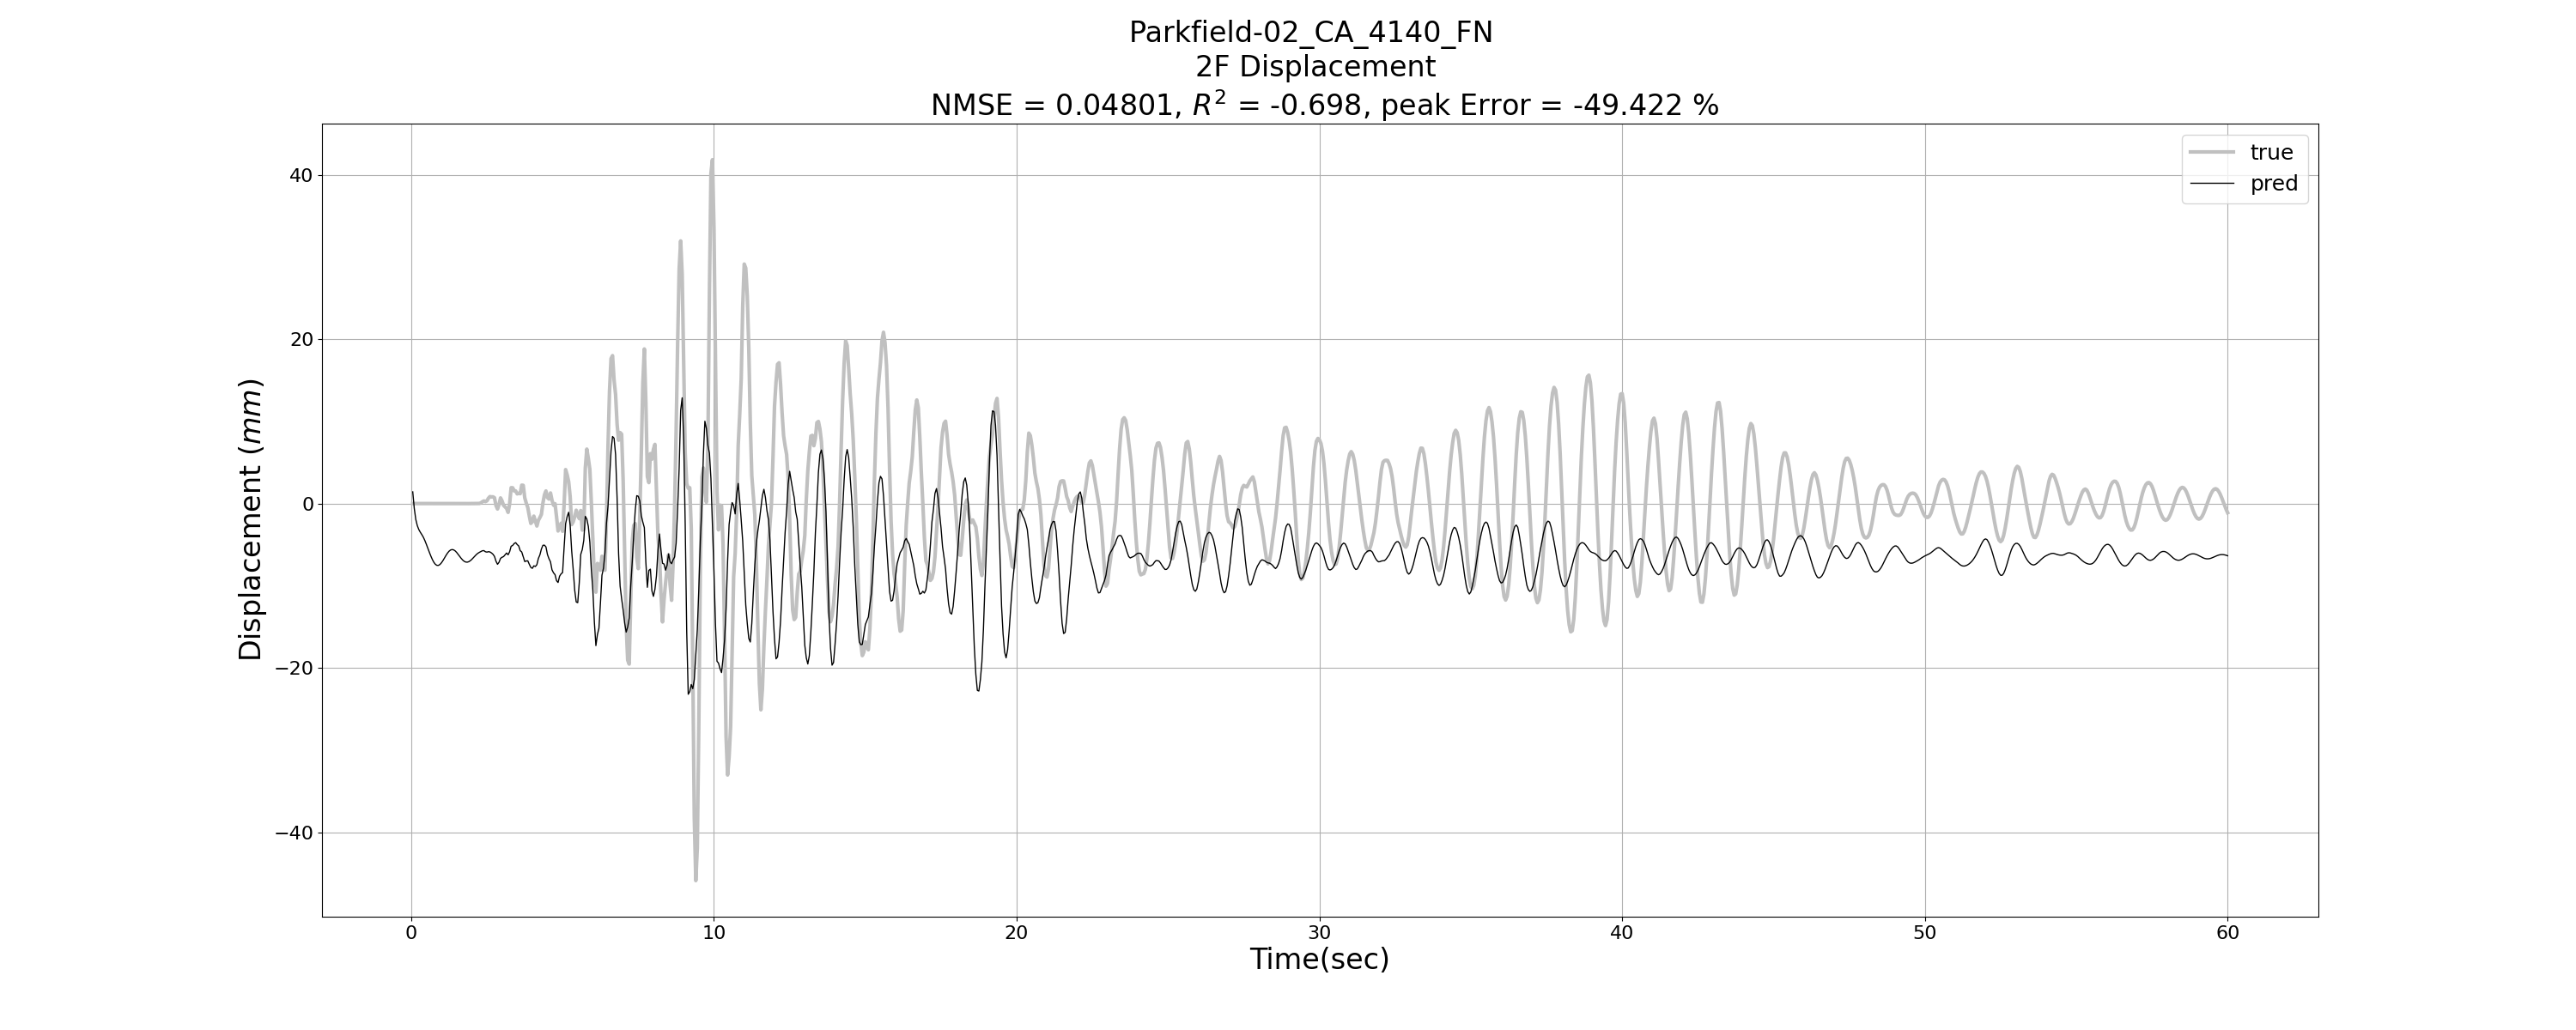 Parkfield-02_CA_4140_FN
2F Displacement
NMSE = 0.04801, R² = -0.698, peak Error = -49.422 %
true
pred
Displacement (mm)
40
20
0
−20
−40
0 10 20 30 40 50 60
Time(sec)